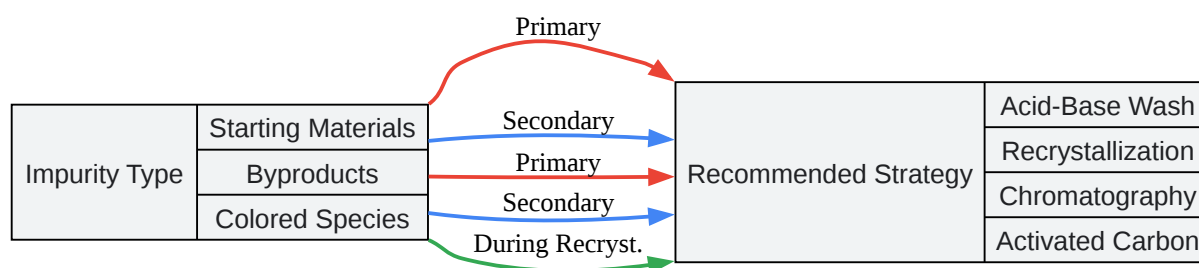 Impurity Type
Starting Materials
Byproducts
Colored Species
Primary
Secondary
Primary
Secondary
During Recryst.
Recommended Strategy
Acid-Base Wash
Recrystallization
Chromatography
Activated Carbon